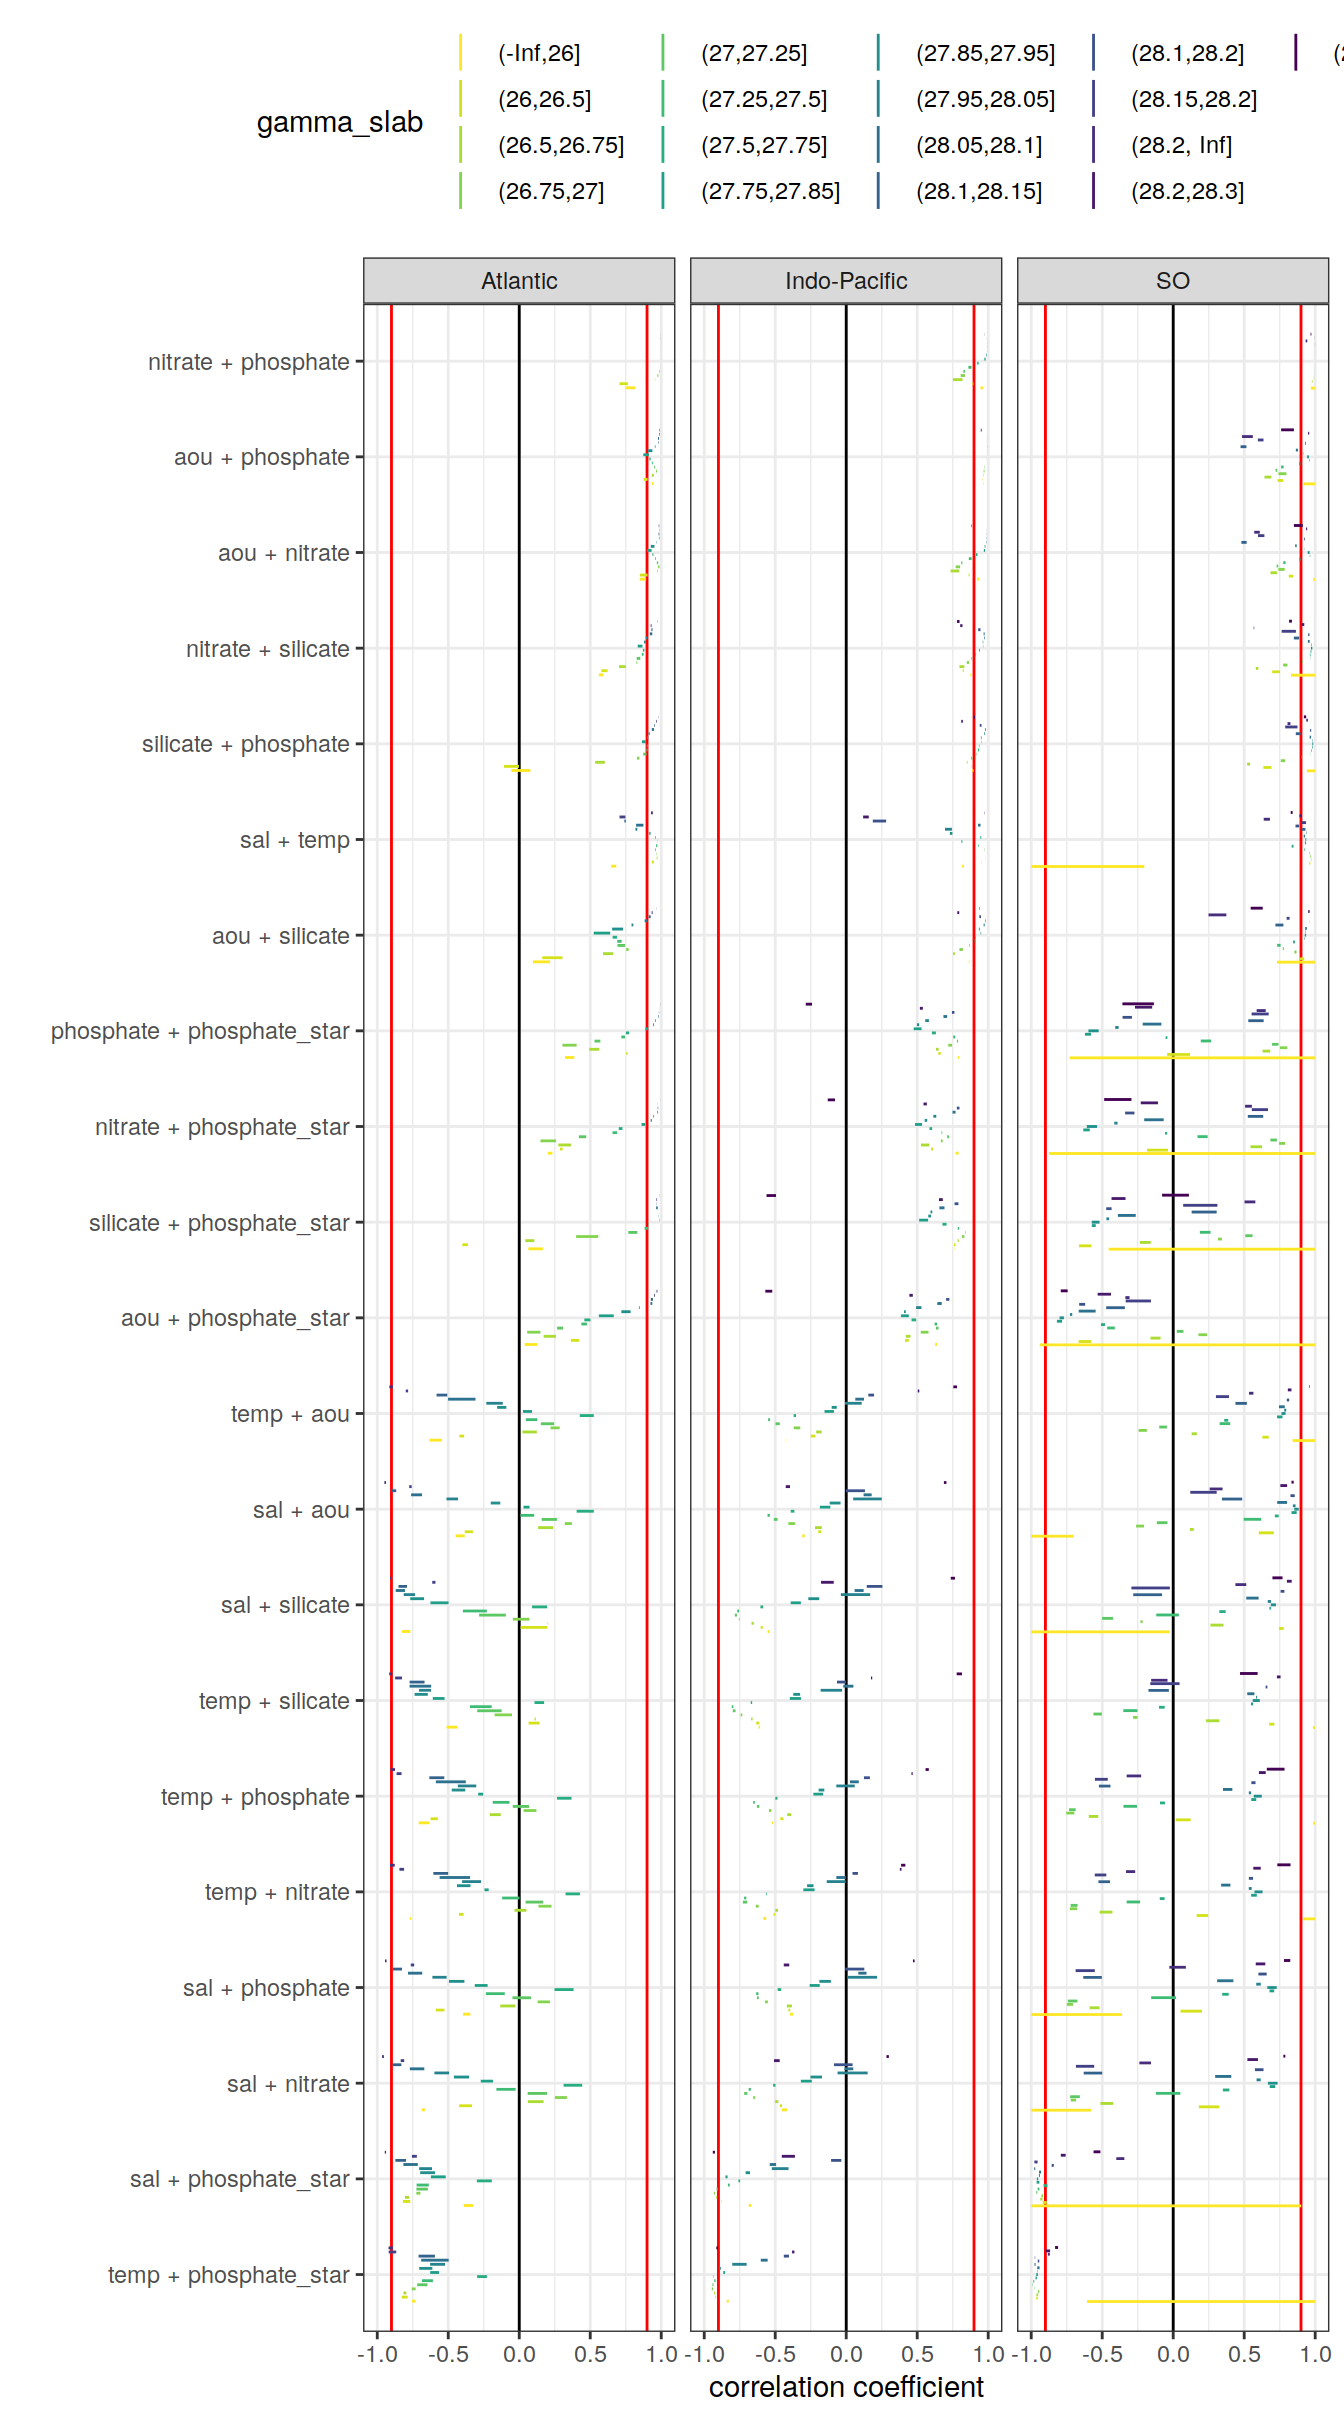 gamma_slab
(-Inf,26]
(26,26.5]
(26.5,26.75]
(26.75,27]
(27,27.25]
(27.25,27.5]
(27.5,27.75]
(27.75,27.85]
(27.85,27.95]
(27.95,28.05]
(28.05,28.1]
(28.1,28.15]
(28.1,28.2]
(28.15,28.2]
(28.2, Inf]
(28.2,28.3]
Atlantic
Indo-Pacific
SO
nitrate + phosphate
aou + phosphate
aou + nitrate
nitrate + silicate
silicate + phosphate
sal + temp
aou + silicate
phosphate + phosphate_star
nitrate + phosphate_star
silicate + phosphate_star
aou + phosphate_star
temp + aou
sal + aou
sal + silicate
temp + silicate
temp + phosphate
temp + nitrate
sal + phosphate
sal + nitrate
sal + phosphate_star
temp + phosphate_star
-1.0 -0.5 0.0 0.5 1.0
-1.0 -0.5 0.0 0.5 1.0
-1.0 -0.5 0.0 0.5 1.0
correlation coefficient